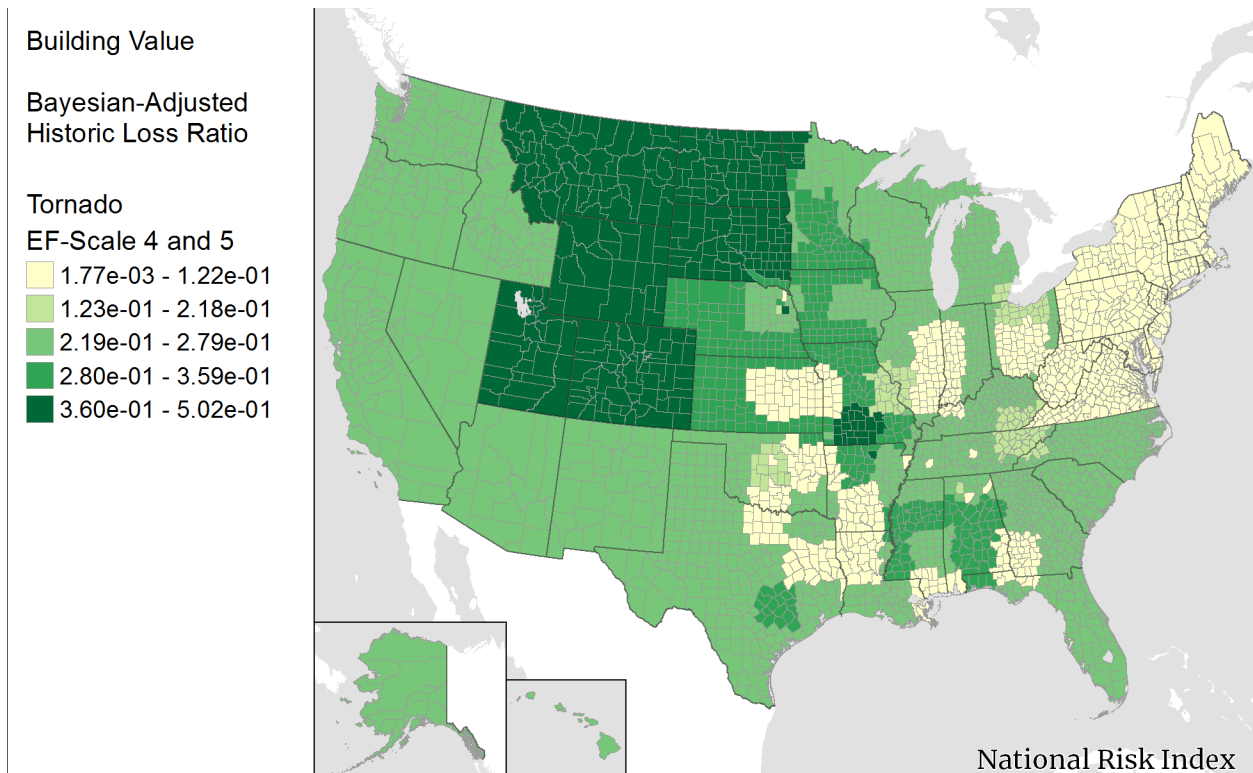 Building Value
Bayesian-Adjusted
Historic Loss Ratio
Tornado
EF-Scale 4 and 5
1.77e-03 - 1.22e-01
1.23e-01 - 2.18e-01
2.19e-01 - 2.79e-01
2.80e-01 - 3.59e-01
3.60e-01 - 5.02e-01
National Risk Index